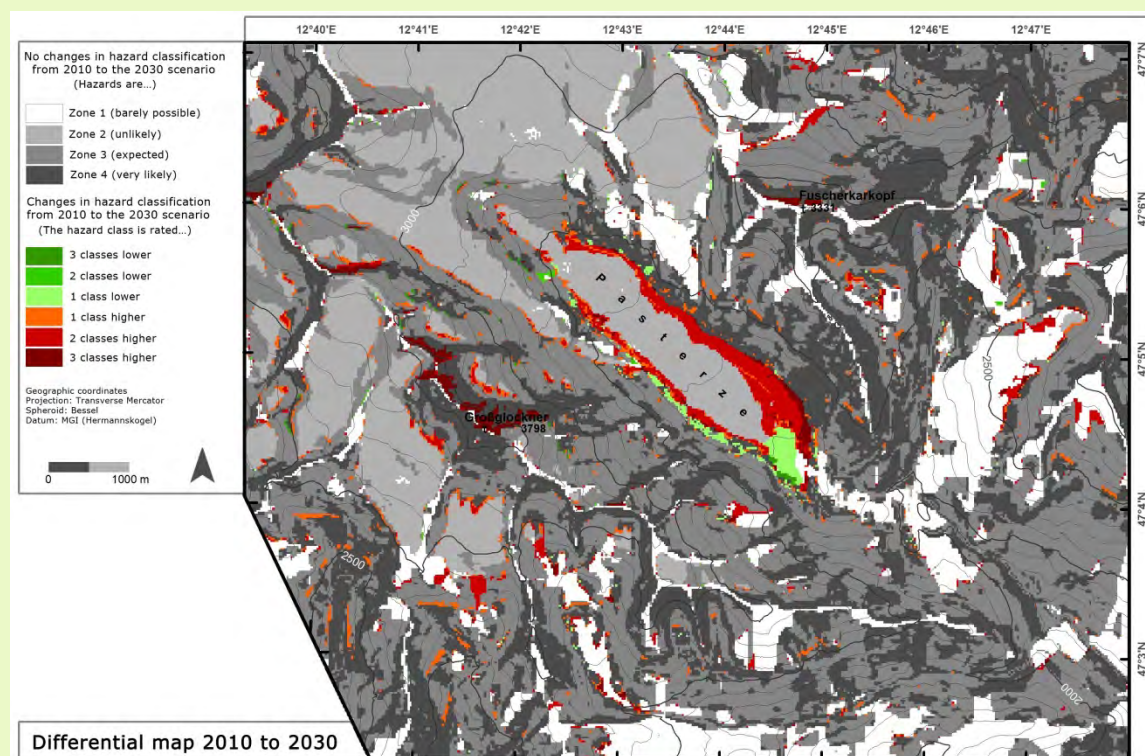 12°40'E 12°41'E 12°42'E 12°43'E 12°44'E 12°45'E 12°46'E 12°47'E
No changes in hazard classification
from 2010 to the 2030 scenario
(Hazards are...)
Zone 1 (barely possible)
Zone 2 (unlikely)
Zone 3 (expected)
Zone 4 (very likely)
Changes in hazard classification
from 2010 to the 2030 scenario
(The hazard class is rated...)
3 classes lower
2 classes lower
1 class lower
1 class higher
2 classes higher
3 classes higher
Geographic coordinates
Projection: Transverse Mercator
Spheroid: Bessel
Datum: MGI (Hermannskogel)
0 1000 m
47°7'N
47°6'N
47°5'N
47°4'N
47°3'N
Fuscherkarkopf
3331
3000
Pasterze
2500
Großglockner
3798
2500
2000
Differential map 2010 to 2030